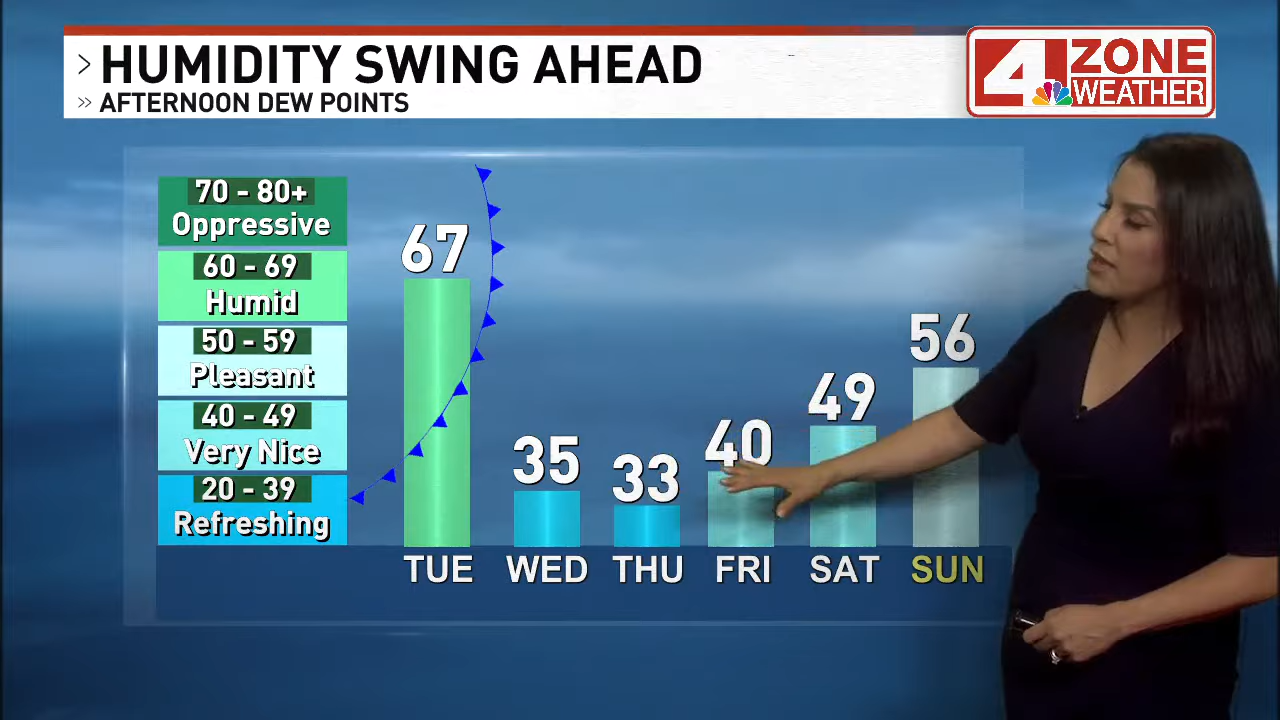 HUMIDITY SWING AHEAD
AFTERNOON DEW POINTS
4 ZONE
WEATHER
70 - 80+
Oppressive
60 - 69
Humid
50 - 59
Pleasant
40 - 49
Very Nice
20 - 39
Refreshing
67
35
33
40
49
56
TUE WED THU FRI SAT SUN